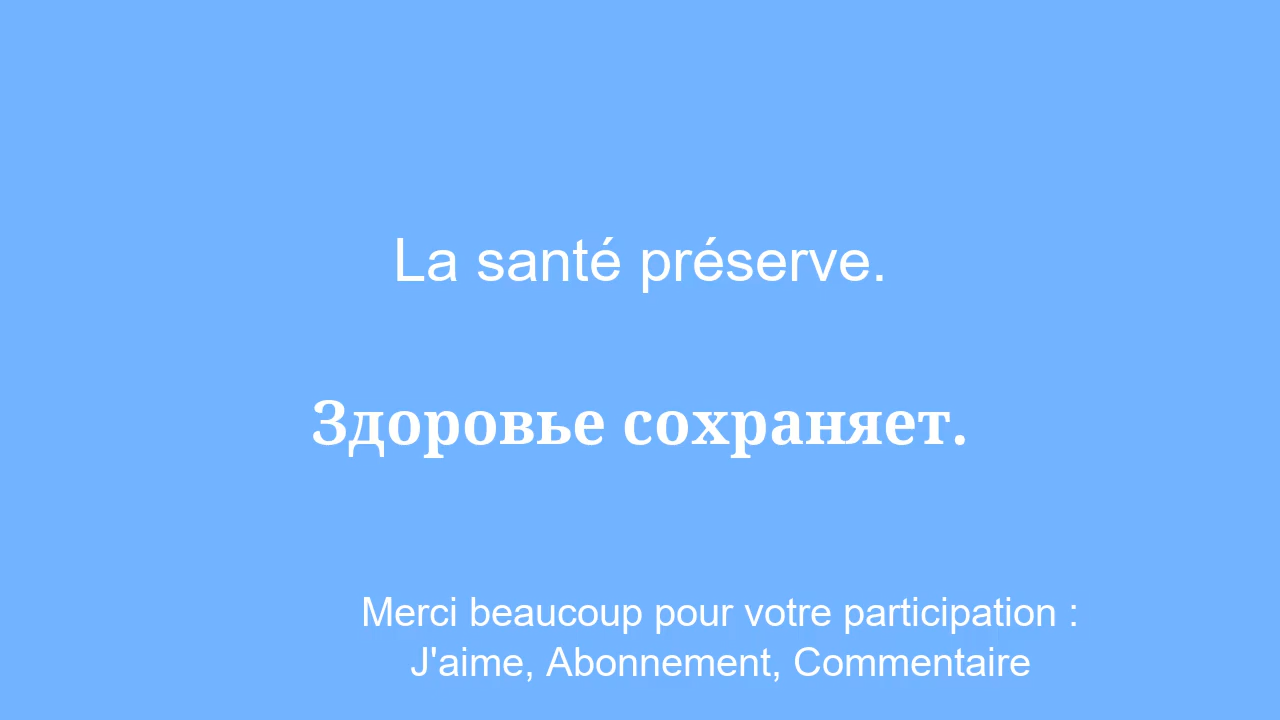 La santé préserve.
Здоровье сохраняет.
Merci beaucoup pour votre participation :
J'aime, Abonnement, Commentaire